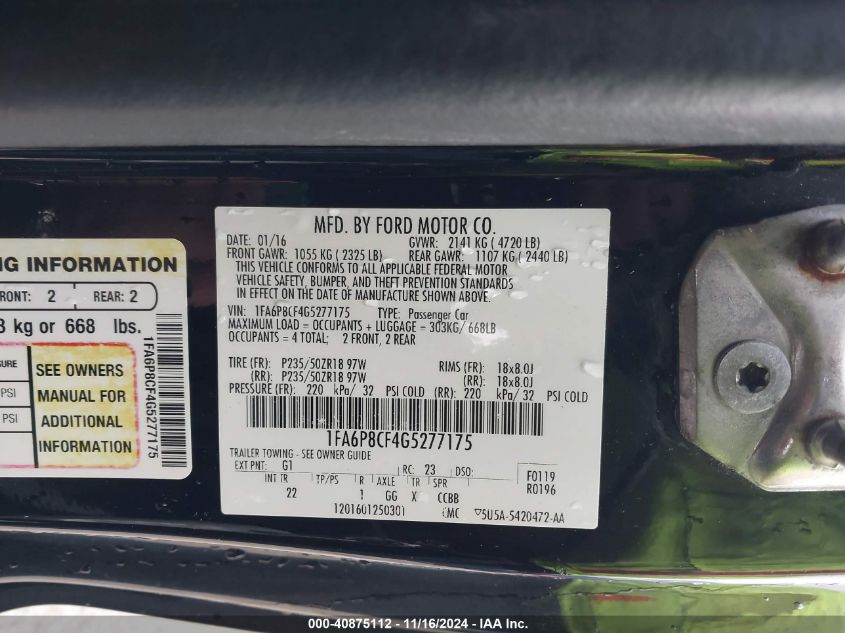 MFD. BY FORD MOTOR CO.
DATE: 01/16 GVWR: 2141 KG ( 4720 LB)
FRONT GAWR: 1055 KG ( 2325 LB) REAR GAWR: 1107 KG ( 2440 LB)
THIS VEHICLE CONFORMS TO ALL APPLICABLE FEDERAL MOTOR
VEHICLE SAFETY, BUMPER, AND THEFT PREVENTION STANDARDS
IN EFFECT ON THE DATE OF MANUFACTURE SHOWN ABOVE.
VIN: 1FA6P8CF4G5277175 TYPE: Passenger Car
MAXIMUM LOAD = OCCUPANTS + LUGGAGE = 303KG/ 668LB
OCCUPANTS = 4 TOTAL; 2 FRONT, 2 REAR
TIRE (FR): P235/50ZR18 97W RIMS (FR): 18x8.0J
(RR): P235/50ZR18 97W (RR): 18x8.0J
PRESSURE (FR): 220 kPa/ 32 PSI COLD (RR): 220 kPa/ 32 PSI COLD
1FA6P8CF4G5277175
TRAILER TOWING - SEE OWNER GUIDE
EXT PNT: G1 RC: 23 DSO: F0119
INT TR TP/PS R AXLE TR SPR R0196
22 1 GG X CCBB
1201601250301 MC ▽5U5A-5420472-AA
NG INFORMATION
FRONT: 2 REAR: 2
kg or 668 lbs.
SEE OWNERS
MANUAL FOR
ADDITIONAL
INFORMATION
PSI
PSI
1FA6P8CF4G5277175
000-40875112 - 11/16/2024 - IAA Inc.